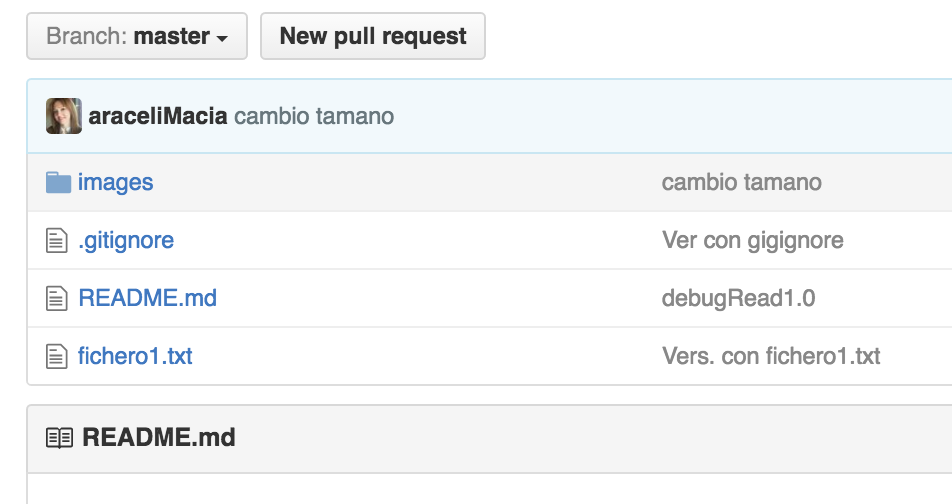 Branch: master New pull request
araceliMacia cambio tamano
images cambio tamano
.gitignore Ver con gigignore
README.md debugRead1.0
fichero1.txt Vers. con fichero1.txt
README.md